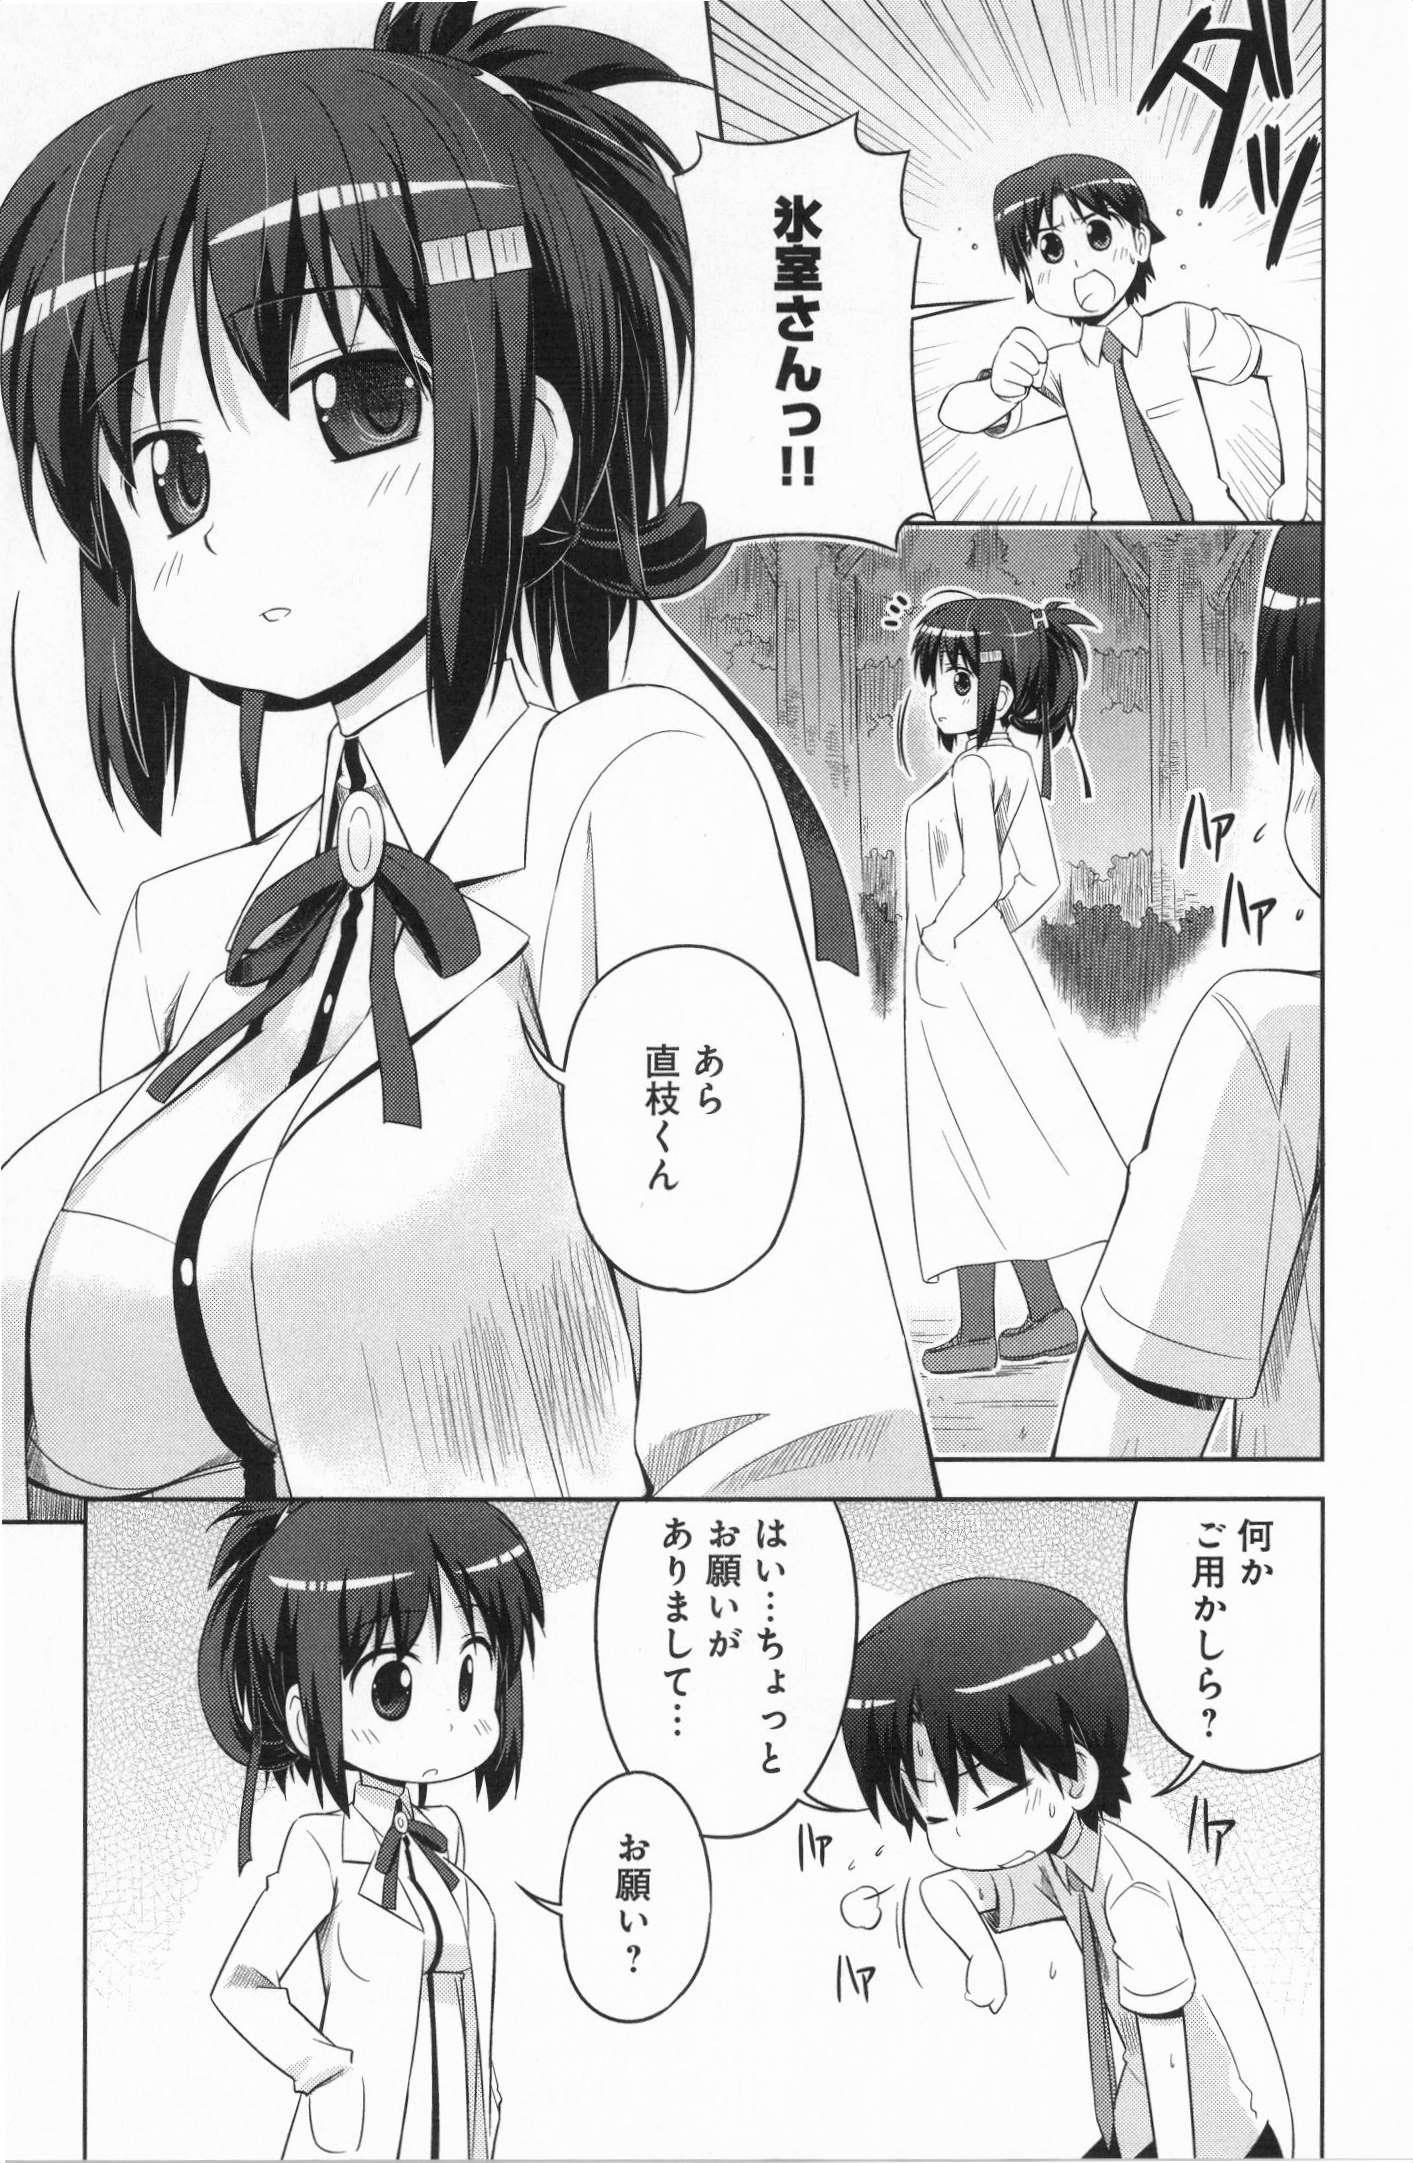 ダダッ
氷室さんっ!!
ハァ
ハァ
あら
直枝くん
何か
ご用かしら?
はい…ちょっと
お願いが
ありまして…
ハァ
ハァ
ハァ
お願い?